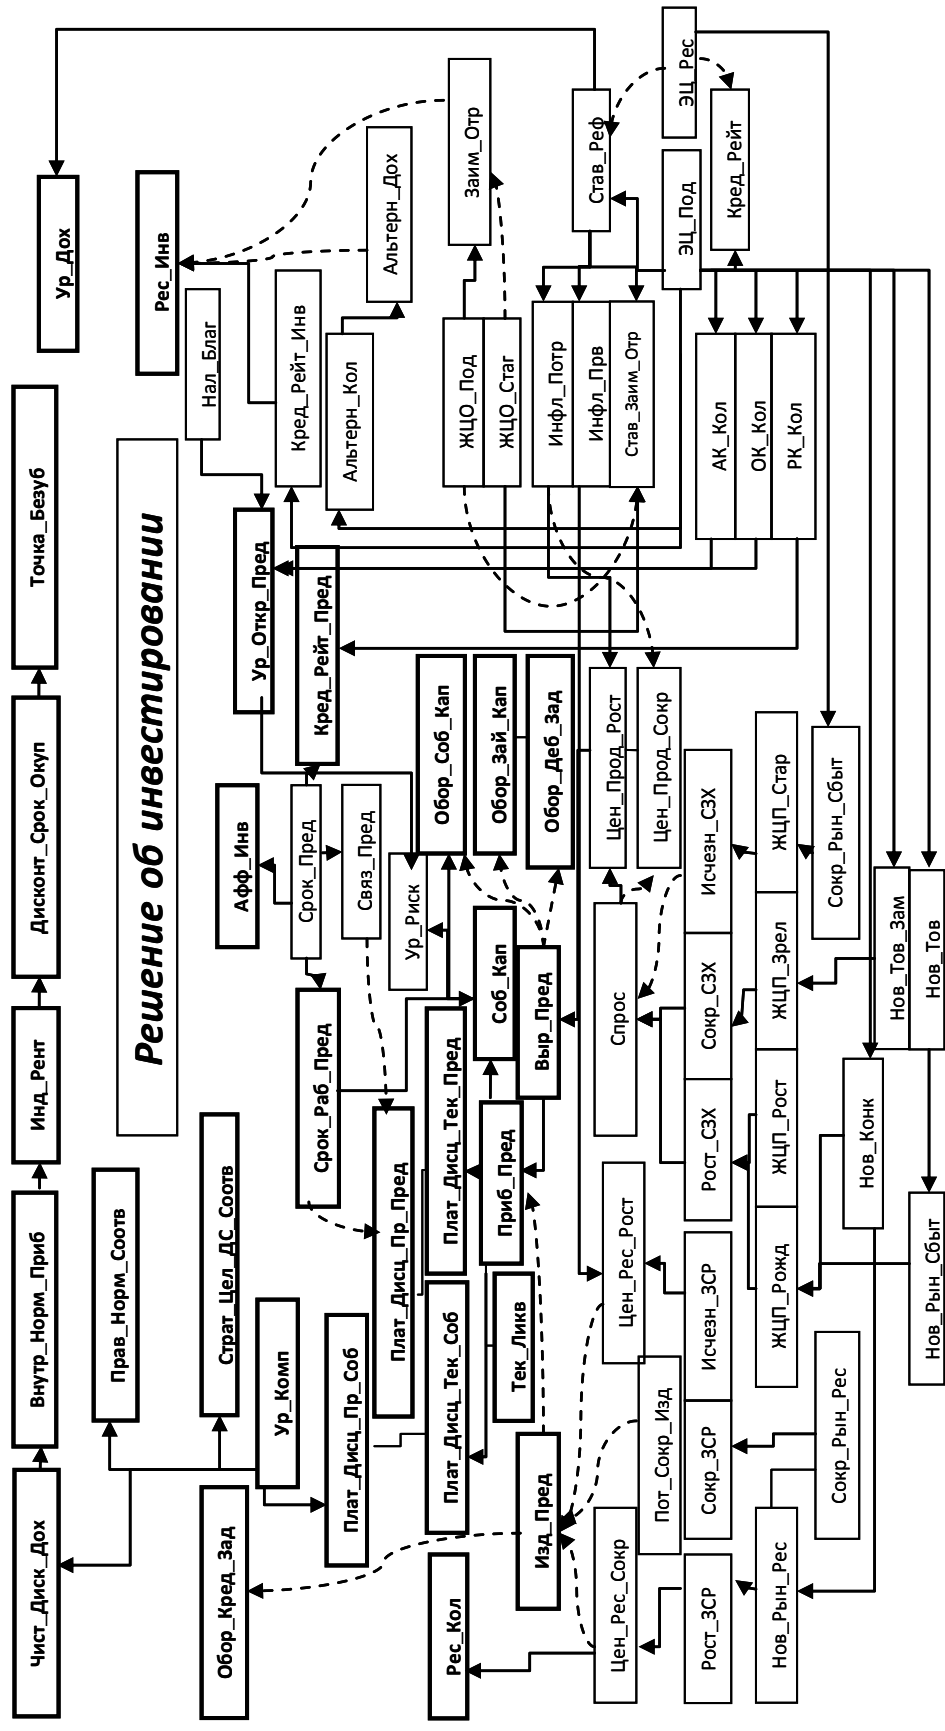 Чист_Диск_Дох
Внутр_Норм_Приб
Инд_Рент
Дисконт_Срок_Окуп
Точка_Безуб
Ур_Дох
Прав_Норм_Соотв
Решение об инвестировании
Рес_Инв
Обор_Кред_Зад
Страт_Цел_ДС_Соотв
Афф_Инв
Нал_Благ
Ур_Комп
Ур_Откр_Пред
Срок_Раб_Пред
Срок_Пред
Кред_Рейт_Пред
Кред_Рейт_Инв
Плат_Дисц_Пр_Соб
Связ_Пред
Альтерн_Кол
Альтерн_Дох
Плат_Дисц_Пр_Пред
Ур_Риск
Рес_Кол
Плат_Дисц_Тек_Соб
Плат_Дисц_Тек_Пред
Обор_Соб_Кап
ЖЦО_Под
Заим_Отр
Тек_Ликв
Приб_Пред
Соб_Кап
Обор_Зай_Кап
ЖЦО_Стаг
Изд_Пред
Выр_Пред
Обор_Деб_Зад
Инфл_Потр
Инфл_Прв
Став_Реф
Цен_Рес_Сокр
Цен_Рес_Рост
Спрос
Цен_Прод_Рост
Став_Заим_Отр
Пот_Сокр_Изд
Цен_Прод_Сокр
ЭЦ_Под
ЭЦ_Рес
Рост_ЗСР
Сокр_ЗСР
Исчезн_ЗСР
Рост_СЗХ
Сокр_СЗХ
Исчезн_СЗХ
АК_Кол
Кред_Рейт
ОК_Кол
РК_Кол
Нов_Рын_Рес
ЖЦП_Рожд
ЖЦП_Рост
ЖЦП_Зрел
ЖЦП_Стар
Сокр_Рын_Рес
Нов_Конк
Сокр_Рын_Сбыт
Нов_Тов_Зам
Нов_Рын_Сбыт
Нов_Тов